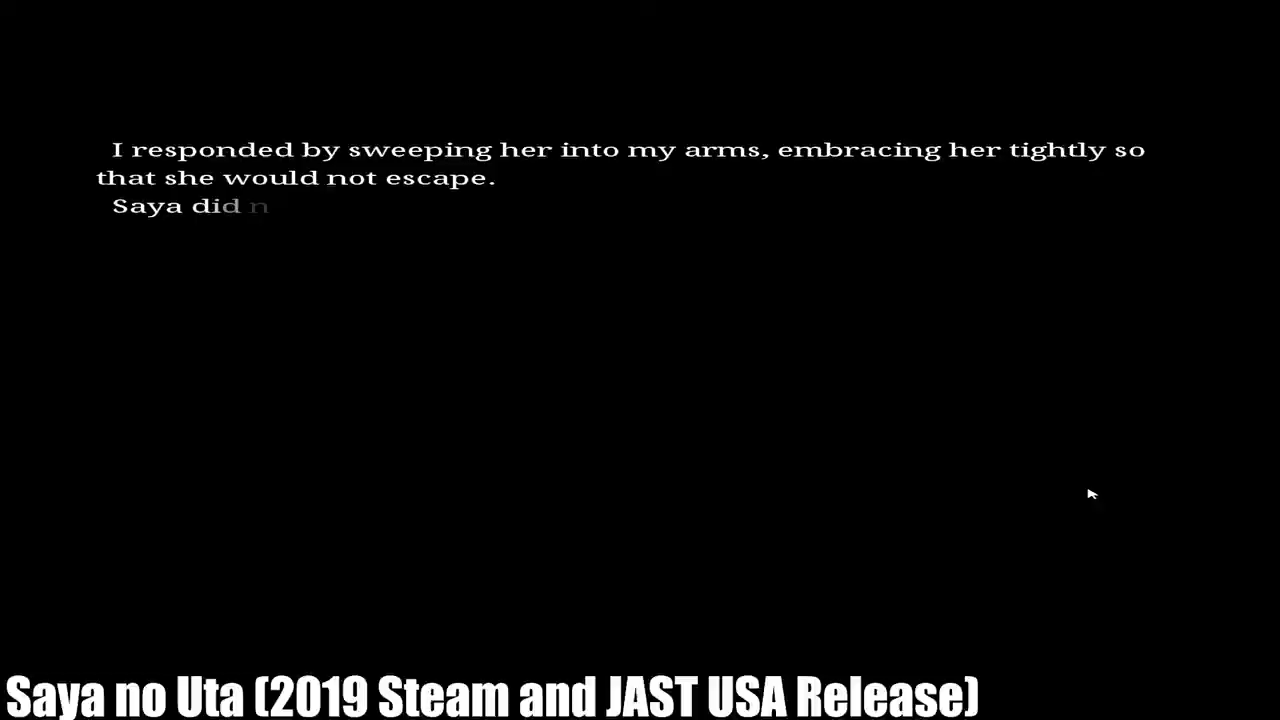 I responded by sweeping her into my arms, embracing her tightly so
that she would not escape.
Saya did n
Saya no Uta (2019 Steam and JAST USA Release)